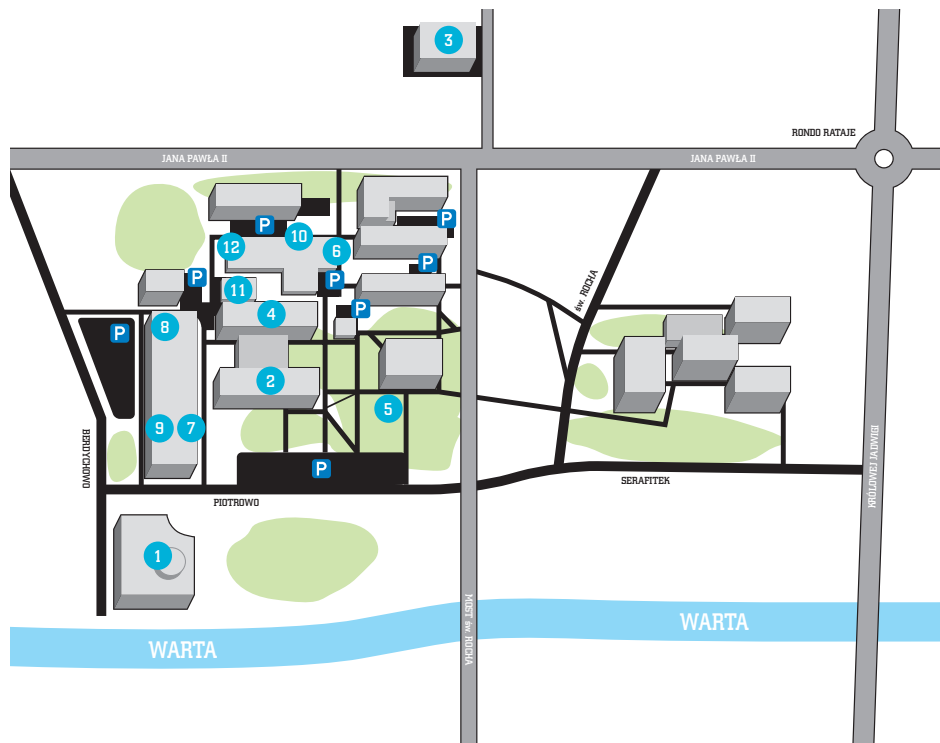 3
RONDO RATAJE
JANA PAWŁA II
JANA PAWŁA II
P
P
10
12
6
P
P
P
11
P
św. ROCHA
4
8
P
2
5
9
7
BERDYCHOWO
P
SERAFITEK
KRÓLOWEJ JADWIGI
PIOTROWO
1
MOST św. ROCHA
WARTA
WARTA